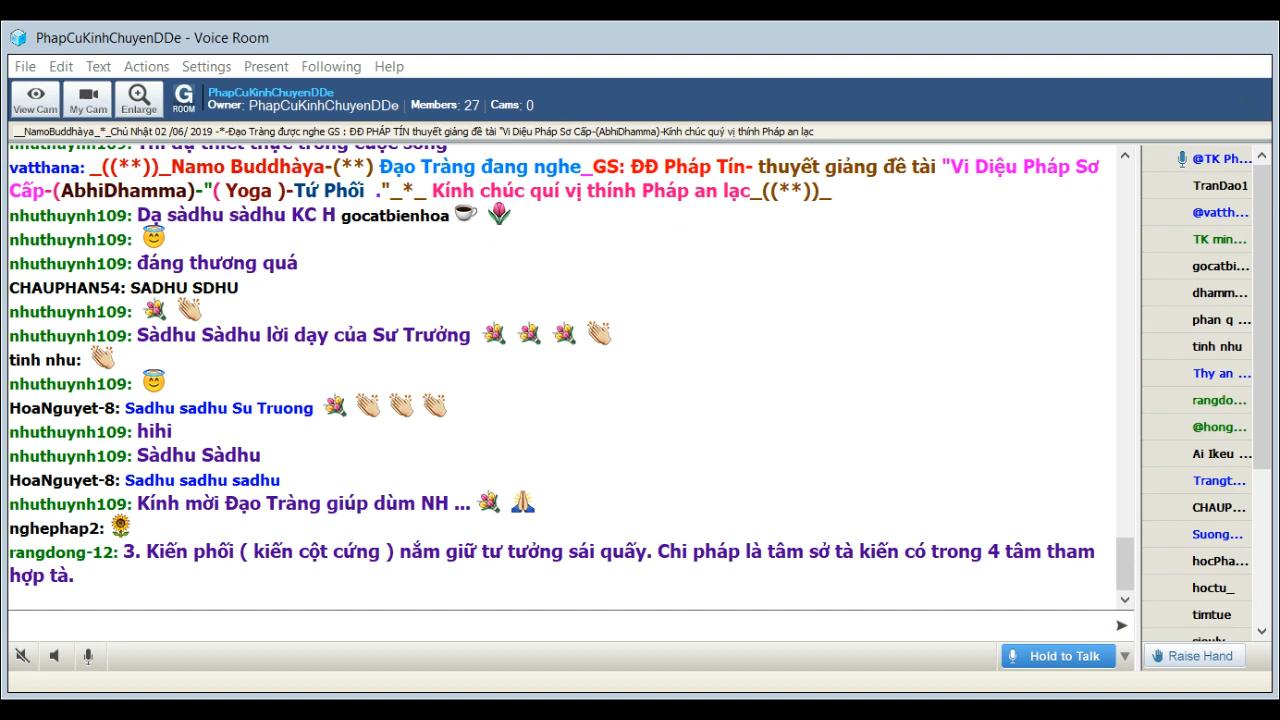 PhapCuKinhChuyenDDe - Voice Room
File Edit Text Actions Settings Present Following Help
View Cam My Cam Enlarge G ROOM PhapCuKinhChuyenDDe
Owner: PhapCuKinhChuyenDDe | Members: 27 | Cams: 0
__NamoBuddhàya_*_Chủ Nhật 02 /06/ 2019 -*-Đạo Tràng được nghe GS : ĐĐ PHÁP TÍN thuyết giảng đề tài "Vi Diệu Pháp Sơ Cấp-(AbhiDhamma)-Kính chúc quý vị thính Pháp an lạc
vatthana: _((**))_Namo Buddhàya-(**) Đạo Tràng đang nghe_GS: ĐĐ Pháp Tín- thuyết giảng đề tài "Vi Diệu Pháp Sơ
Cấp-(AbhiDhamma)-"( Yoga )-Tứ Phối ."_*_ Kính chúc quí vị thính Pháp an lạc_((**))_
nhuthuynh109: Dạ sàdhu sàdhu KC H gocatbienhoa
nhuthuynh109:
nhuthuynh109: đáng thương quá
CHAUPHAN54: SADHU SDHU
nhuthuynh109:
nhuthuynh109: Sàdhu Sàdhu lời dạy của Sư Trưởng
tinh nhu:
nhuthuynh109:
HoaNguyet-8: Sadhu sadhu Su Truong
nhuthuynh109: hihi
nhuthuynh109: Sàdhu Sàdhu
HoaNguyet-8: Sadhu sadhu sadhu
nhuthuynh109: Kính mời Đạo Tràng giúp dùm NH ...
nghephap2:
rangdong-12: 3. Kiến phối ( kiến cột cứng ) nắm giữ tư tưởng sái quấy. Chi pháp là tâm sở tà kiến có trong 4 tâm tham
hợp tà.
@TK Ph...
TranDao1
@vatth...
TK min...
gocatbi...
dhamm...
phan q ...
tinh nhu
Thy an ...
rangdo...
@hong...
Ai Ikeu ...
Trangt...
CHAUP...
Suong...
hocPha...
hoctu_
timtue
Hold to Talk
Raise Hand